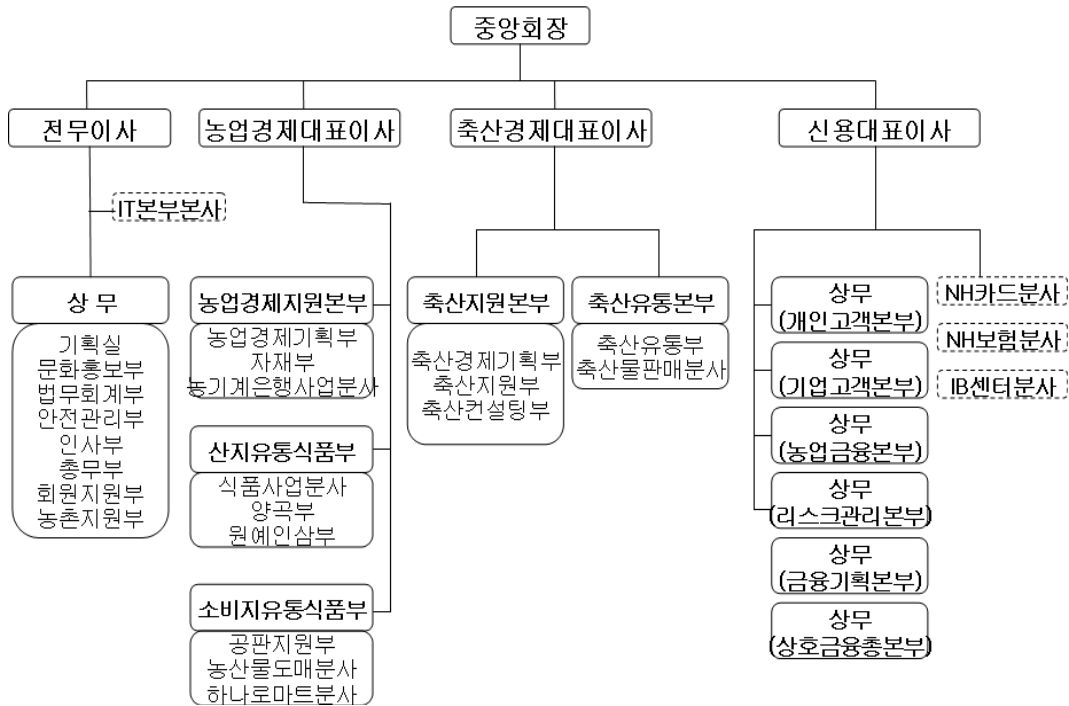 중앙회장
전무이사
농업경제대표이사
축산경제대표이사
신용대표이사
IT본부본사
상 무
기획실
문화홍보부
법무회계부
안전관리부
인사부
총무부
회원지원부
농촌지원부
농업경제지원본부
농업경제기획부
자재부
농기계은행사업분사
산지유통식품부
식품사업분사
양곡부
원예인삼부
소비지유통식품부
공판지원부
농산물도매분사
하나로마트분사
축산지원본부
축산경제기획부
축산지원부
축산컨설팅부
축산유통본부
축산유통부
축산물판매분사
상무
(개인고객본부)
상무
(기업고객본부)
상무
(농업금융본부)
상무
(리스크관리본부)
상무
(금융기획본부)
상무
(상호금융총본부)
NH카드분사
NH보험분사
IB센터분사